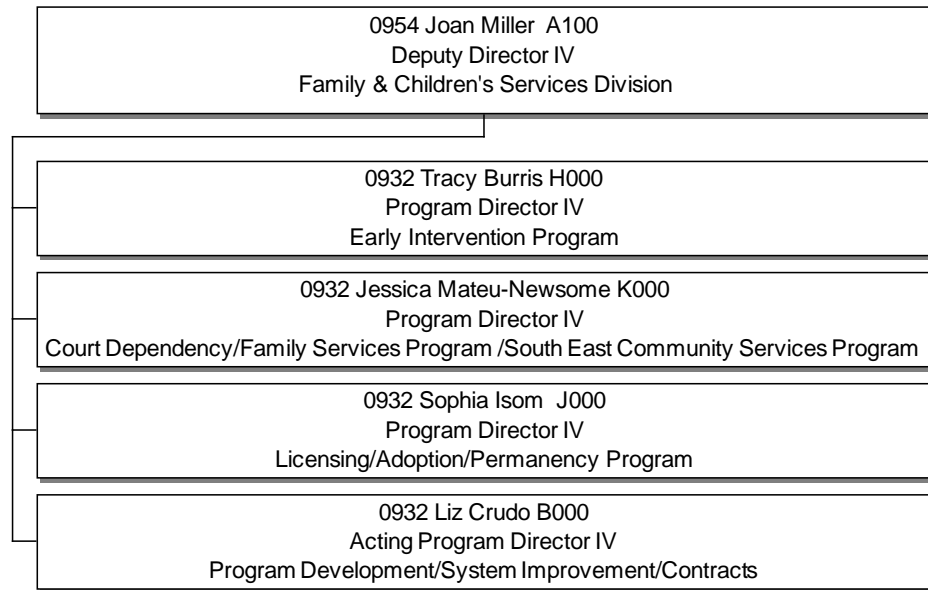 0954 Joan Miller A100
Deputy Director IV
Family & Children's Services Division
0932 Tracy Burris H000
Program Director IV
Early Intervention Program
0932 Jessica Mateu-Newsome K000
Program Director IV
Court Dependency/Family Services Program /South East Community Services Program
0932 Sophia Isom J000
Program Director IV
Licensing/Adoption/Permanency Program
0932 Liz Crudo B000
Acting Program Director IV
Program Development/System Improvement/Contracts